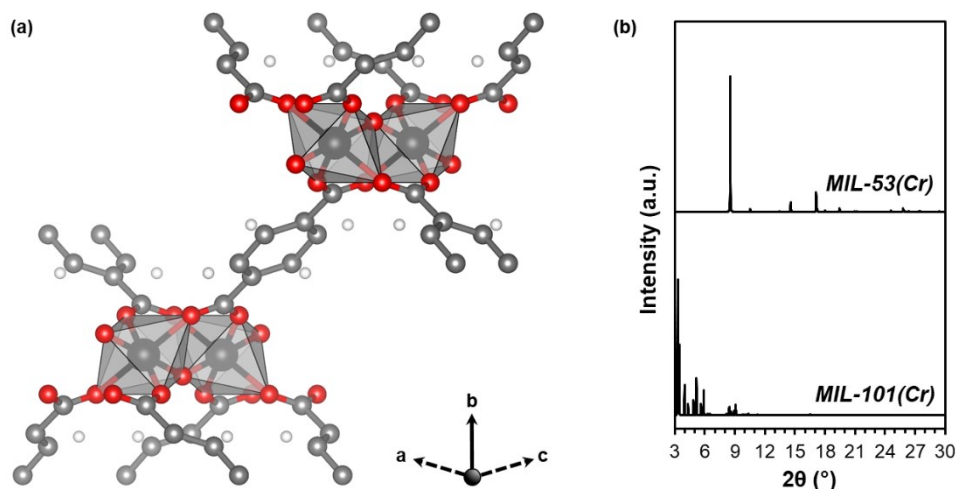 (a)
b
a
c
(b)
Intensity (a.u.)
MIL-53(Cr)
MIL-101(Cr)
3 6 9 12 15 18 21 24 27 30
2θ (°)